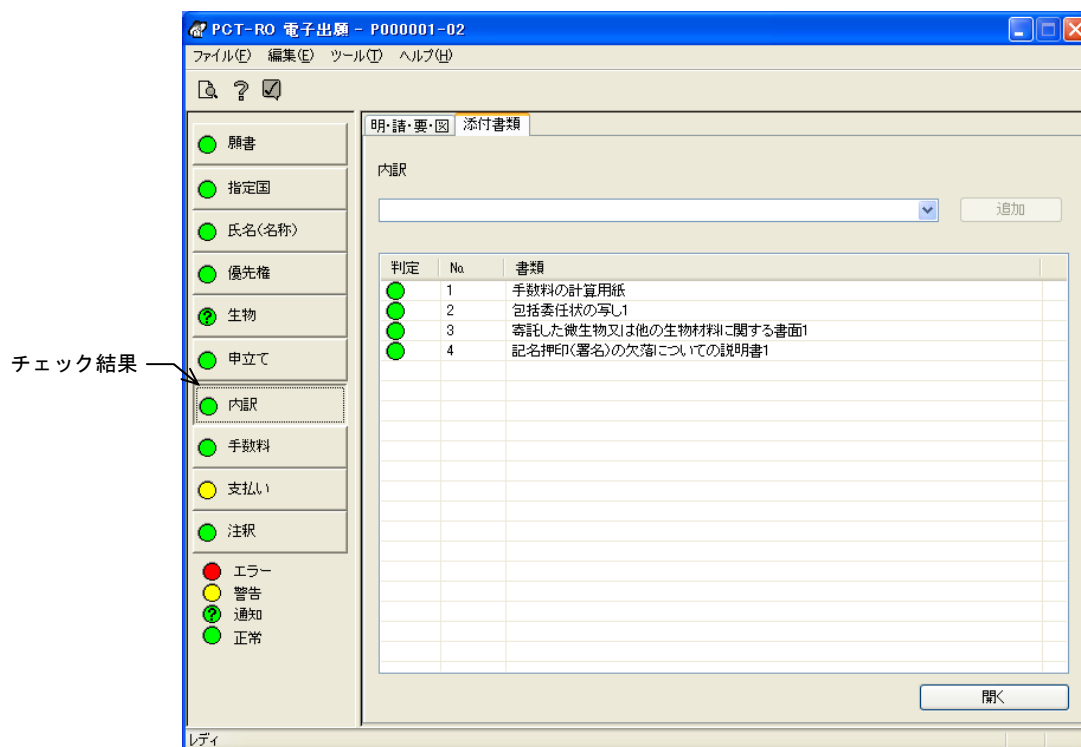 PCT-RO 電子出願 - P000001-02
ファイル(F) 編集(E) ツール(T) ヘルプ(H)
明・請・要・図 添付書類
願書
指定国
氏名(名称)
優先権
生物
申立て
内訳
手数料
支払い
注釈
エラー
警告
通知
正常
チェック結果
内訳
追加
判定 No. 書類
1 手数料の計算用紙
2 包括委任状の写し1
3 寄託した微生物又は他の生物材料に関する書面1
4 記名押印(署名)の欠落についての説明書1
開く
レディ